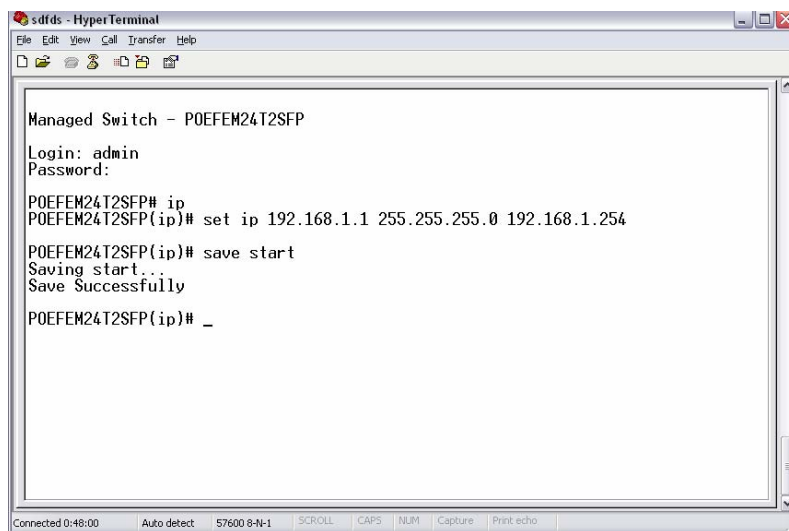 sdfds - HyperTerminal
File Edit View Call Transfer Help
Managed Switch - POEFEM24T2SFP
Login: admin
Password:
POEFEM24T2SFP# ip
POEFEM24T2SFP(ip)# set ip 192.168.1.1 255.255.255.0 192.168.1.254
POEFEM24T2SFP(ip)# save start
Saving start...
Save Successfully
POEFEM24T2SFP(ip)# _
Connected 0:48:00 Auto detect 57600 8-N-1 SCROLL CAPS NUM Capture Print echo